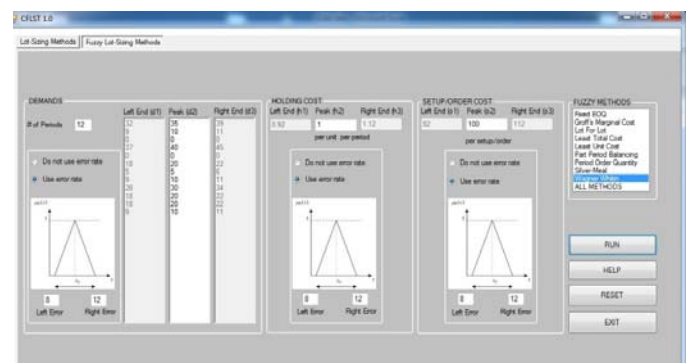 CFLST 1.0
Lot-Sizing Methods
Fuzzy Lot-Sizing Methods
DEMANDS
Left End (d1) Peak (d2) Right End (d3)
# of Periods 12
32 35 39
9 10 11
0 0 0
37 40 45
0 0 0
18 20 22
5 5 6
9 10 11
28 30 34
18 20 22
18 20 22
9 10 11
Do not use error rate
Use error rate
8 12
Left Error Right Error
HOLDING COST
Left End (h1) Peak (h2) Right End (h3)
0.92 1 1.12
per unit per period
Do not use error rate
Use error rate
8 12
Left Error Right Error
SETUP/ORDER COST
Left End (s1) Peak (s2) Right End (s3)
92 100 112
per setup/order
Do not use error rate
Use error rate
8 12
Left Error Right Error
FUZZY METHODS
Fixed EOQ
Groff's Marginal Cost
Lot For Lot
Least Total Cost
Least Unit Cost
Part Period Balancing
Period Order Quantity
Silver-Meal
Wagner Whitin
ALL METHODS
RUN
HELP
RESET
EXIT